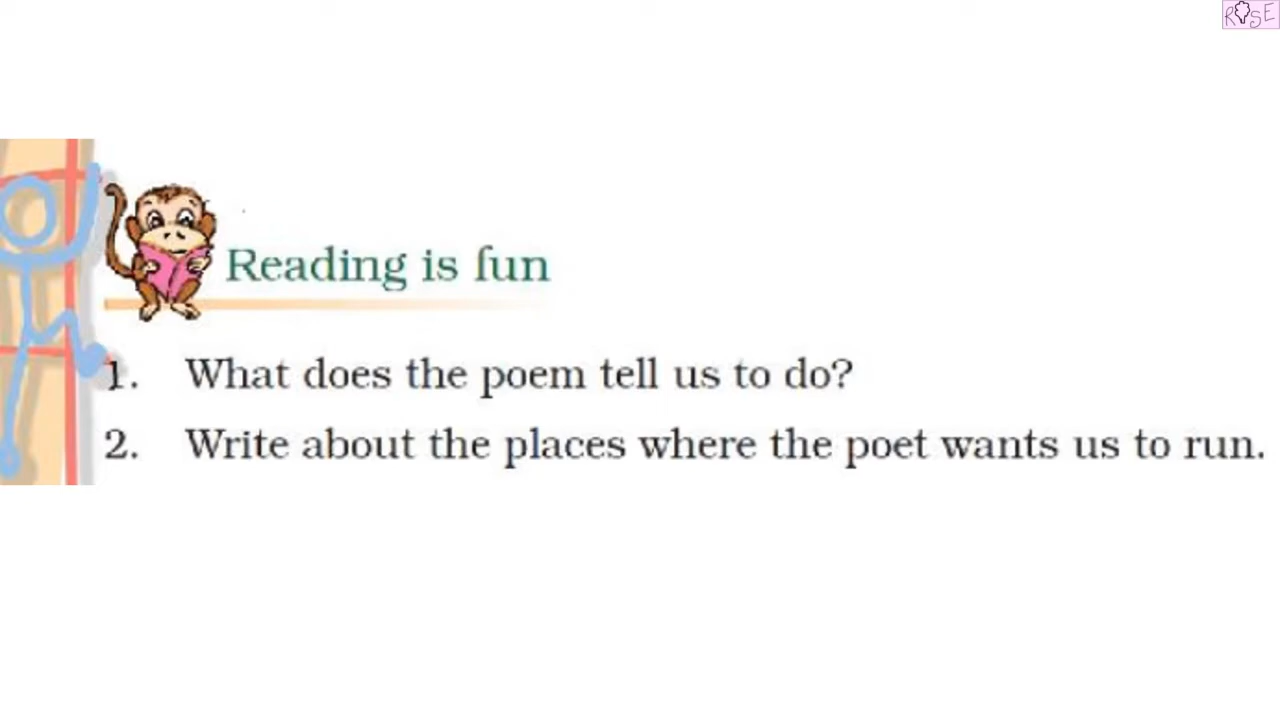 ROSE
Reading is fun
1. What does the poem tell us to do?
2. Write about the places where the poet wants us to run.